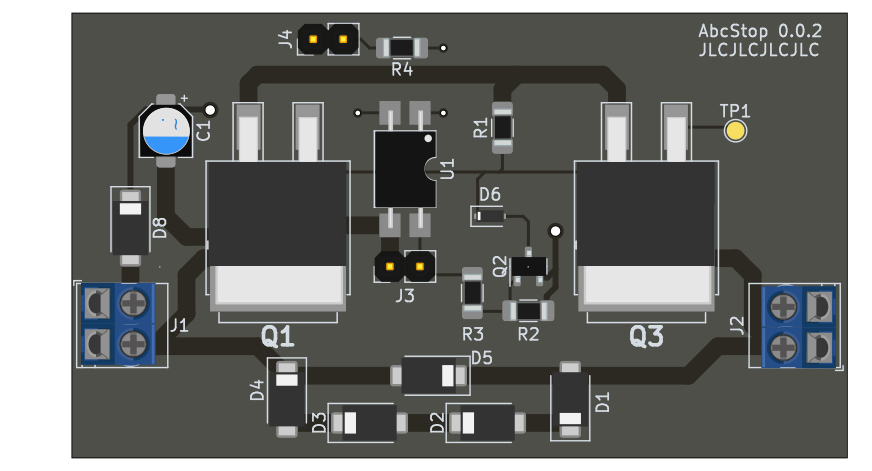 AbcStop 0.0.2
JLCJLCJLCJLC
J4
R4
+
C1
R1
TP1
U1
D6
D8
Q2
J3
J1
Q1
R3
R2
Q3
J2
D5
D4
D3
D2
D1